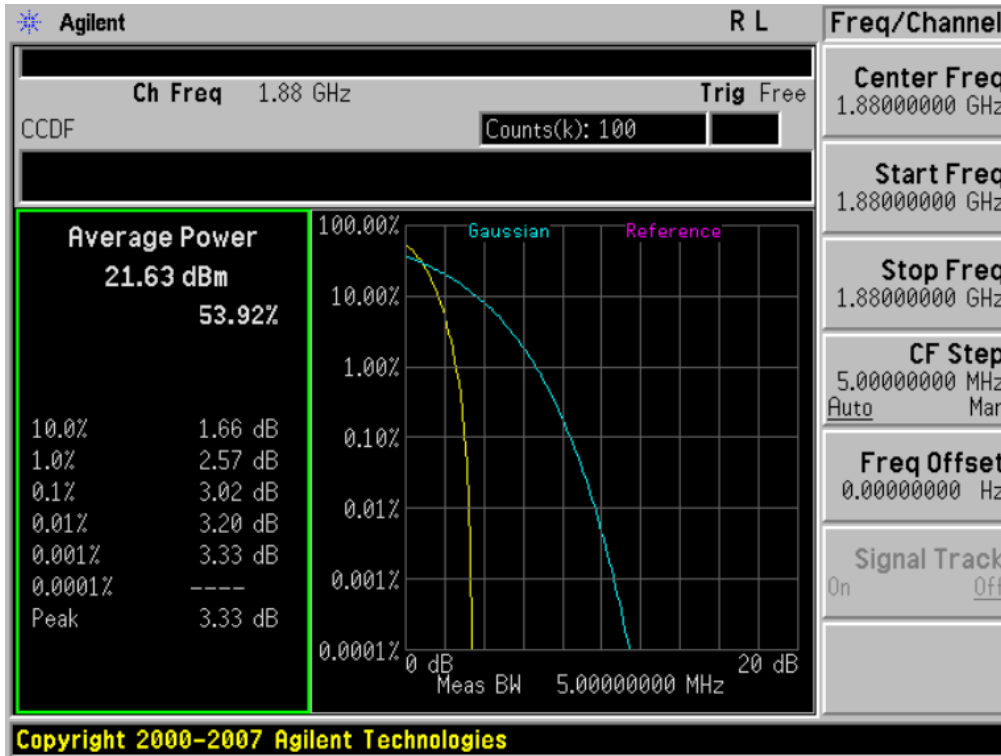 Agilent
R L
Ch Freq 1.88 GHz
Trig Free
CCDF
Counts(k): 100
Average Power
21.63 dBm
53.92%
10.0% 1.66 dB
1.0% 2.57 dB
0.1% 3.02 dB
0.01% 3.20 dB
0.001% 3.33 dB
0.0001% ----
Peak 3.33 dB
Gaussian
Reference
100.00%
10.00%
1.00%
0.10%
0.01%
0.001%
0.0001%
0 dB
20 dB
Meas BW 5.00000000 MHz
Freq/Channel
Center Freq
1.88000000 GHz
Start Freq
1.88000000 GHz
Stop Freq
1.88000000 GHz
CF Step
5.00000000 MHz
Auto Man
Freq Offset
0.00000000 Hz
Signal Track
On Off
Copyright 2000-2007 Agilent Technologies